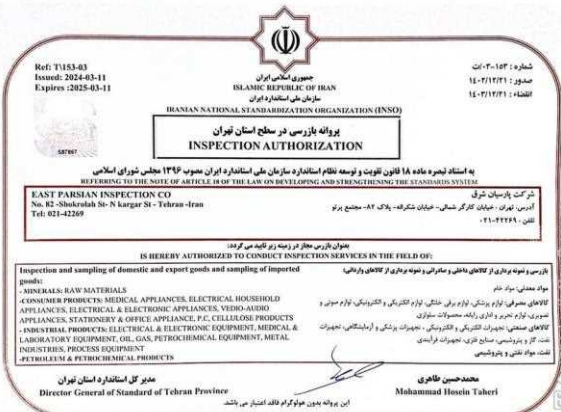 Ref: T\153-03
Issued: 2024-03-11
Expires :2025-03-11
شماره : ۱۵۳-۰۳/ت
صدور : ۱۴۰۲/۱۲/۲۱
انقضاء : ۱۴۰۳/۱۲/۲۱
جمهوری اسلامی ایران
ISLAMIC REPUBLIC OF IRAN
سازمان ملی استاندارد ایران
IRANIAN NATIONAL STANDARDIZATION ORGANIZATION (INSO)
پروانه بازرسی در سطح استان تهران
INSPECTION AUTHORIZATION
به استناد تبصره ماده ۱۸ قانون تقویت و توسعه نظام استاندارد سازمان ملی استاندارد ایران مصوب ۱۳۹۶ مجلس شورای اسلامی
REFERRING TO THE NOTE OF ARTICLE 18 OF THE LAW ON DEVELOPING AND STRENGTHENING THE STANDARDS SYSTEM
EAST PARSIAN INSPECTION CO
No. 82 -Shokrolah St- N kargar St - Tehran -Iran
Tel: 021-42269
شرکت پارسیان شرق
آدرس: تهران - خیابان کارگر شمالی- خیابان شکراله- پلاک ۸۲- مجتمع پرتو
تلفن : ۴۲۲۶۹-۰۲۱
بعنوان بازرس مجاز در زمینه زیر تایید می گردد:
IS HEREBY AUTHORIZED TO CONDUCT INSPECTION SERVICES IN THE FIELD OF:
Inspection and sampling of domestic and export goods and sampling of imported
goods:
- MINERALS: RAW MATERIALS
-CONSUMER PRODUCTS: MEDICAL APPLIANCES, ELECTRICAL HOUSEHOLD
APPLIANCES, ELECTRICAL & ELECTRONIC APPLIANCES, VEDIO-AUDIO
APPLIANCES, STATIONERY & OFFICE APPLIANCE, P.C, CELLULOSE PRODUCTS
- INDUSTRIAL PRODUCTS: ELECTRICAL & ELECTRONIC EQUIPMENT, MEDICAL &
LABORATORY EQUIPMENT, OIL, GAS, PETROCHEMICAL EQUIPMENT, METAL
INDUSTRIES, PROCESS EQUIPMENT
-PETROLEUM & PETROCHEMICAL PRODUCTS
بازرسی و نمونه برداری از کالاهای داخلی و صادراتی و نمونه برداری از کالاهای وارداتی:
مواد معدنی: مواد خام
کالاهای مصرفی: لوازم پزشکی، لوازم برقی خانگی، لوازم الکتریکی و الکترونیکی، لوازم صوتی و
تصویری، لوازم تحریر و اداری رایانه، محصولات سلولزی
کالاهای صنعتی: تجهیزات الکتریکی و الکترونیکی ، تجهیزات پزشکی و آزمایشگاهی، تجهیزات
نفت، گاز و پتروشیمی، صنایع فلزی، تجهیزات فرآیندی
نفت، مواد نفتی و پتروشیمی
مدیر کل استاندارد استان تهران
Director General of Standard of Tehran Province
محمدحسین طاهری
Mohammad Hosein Taheri
این پروانه بدون هولوگرام فاقد اعتبار می باشد.